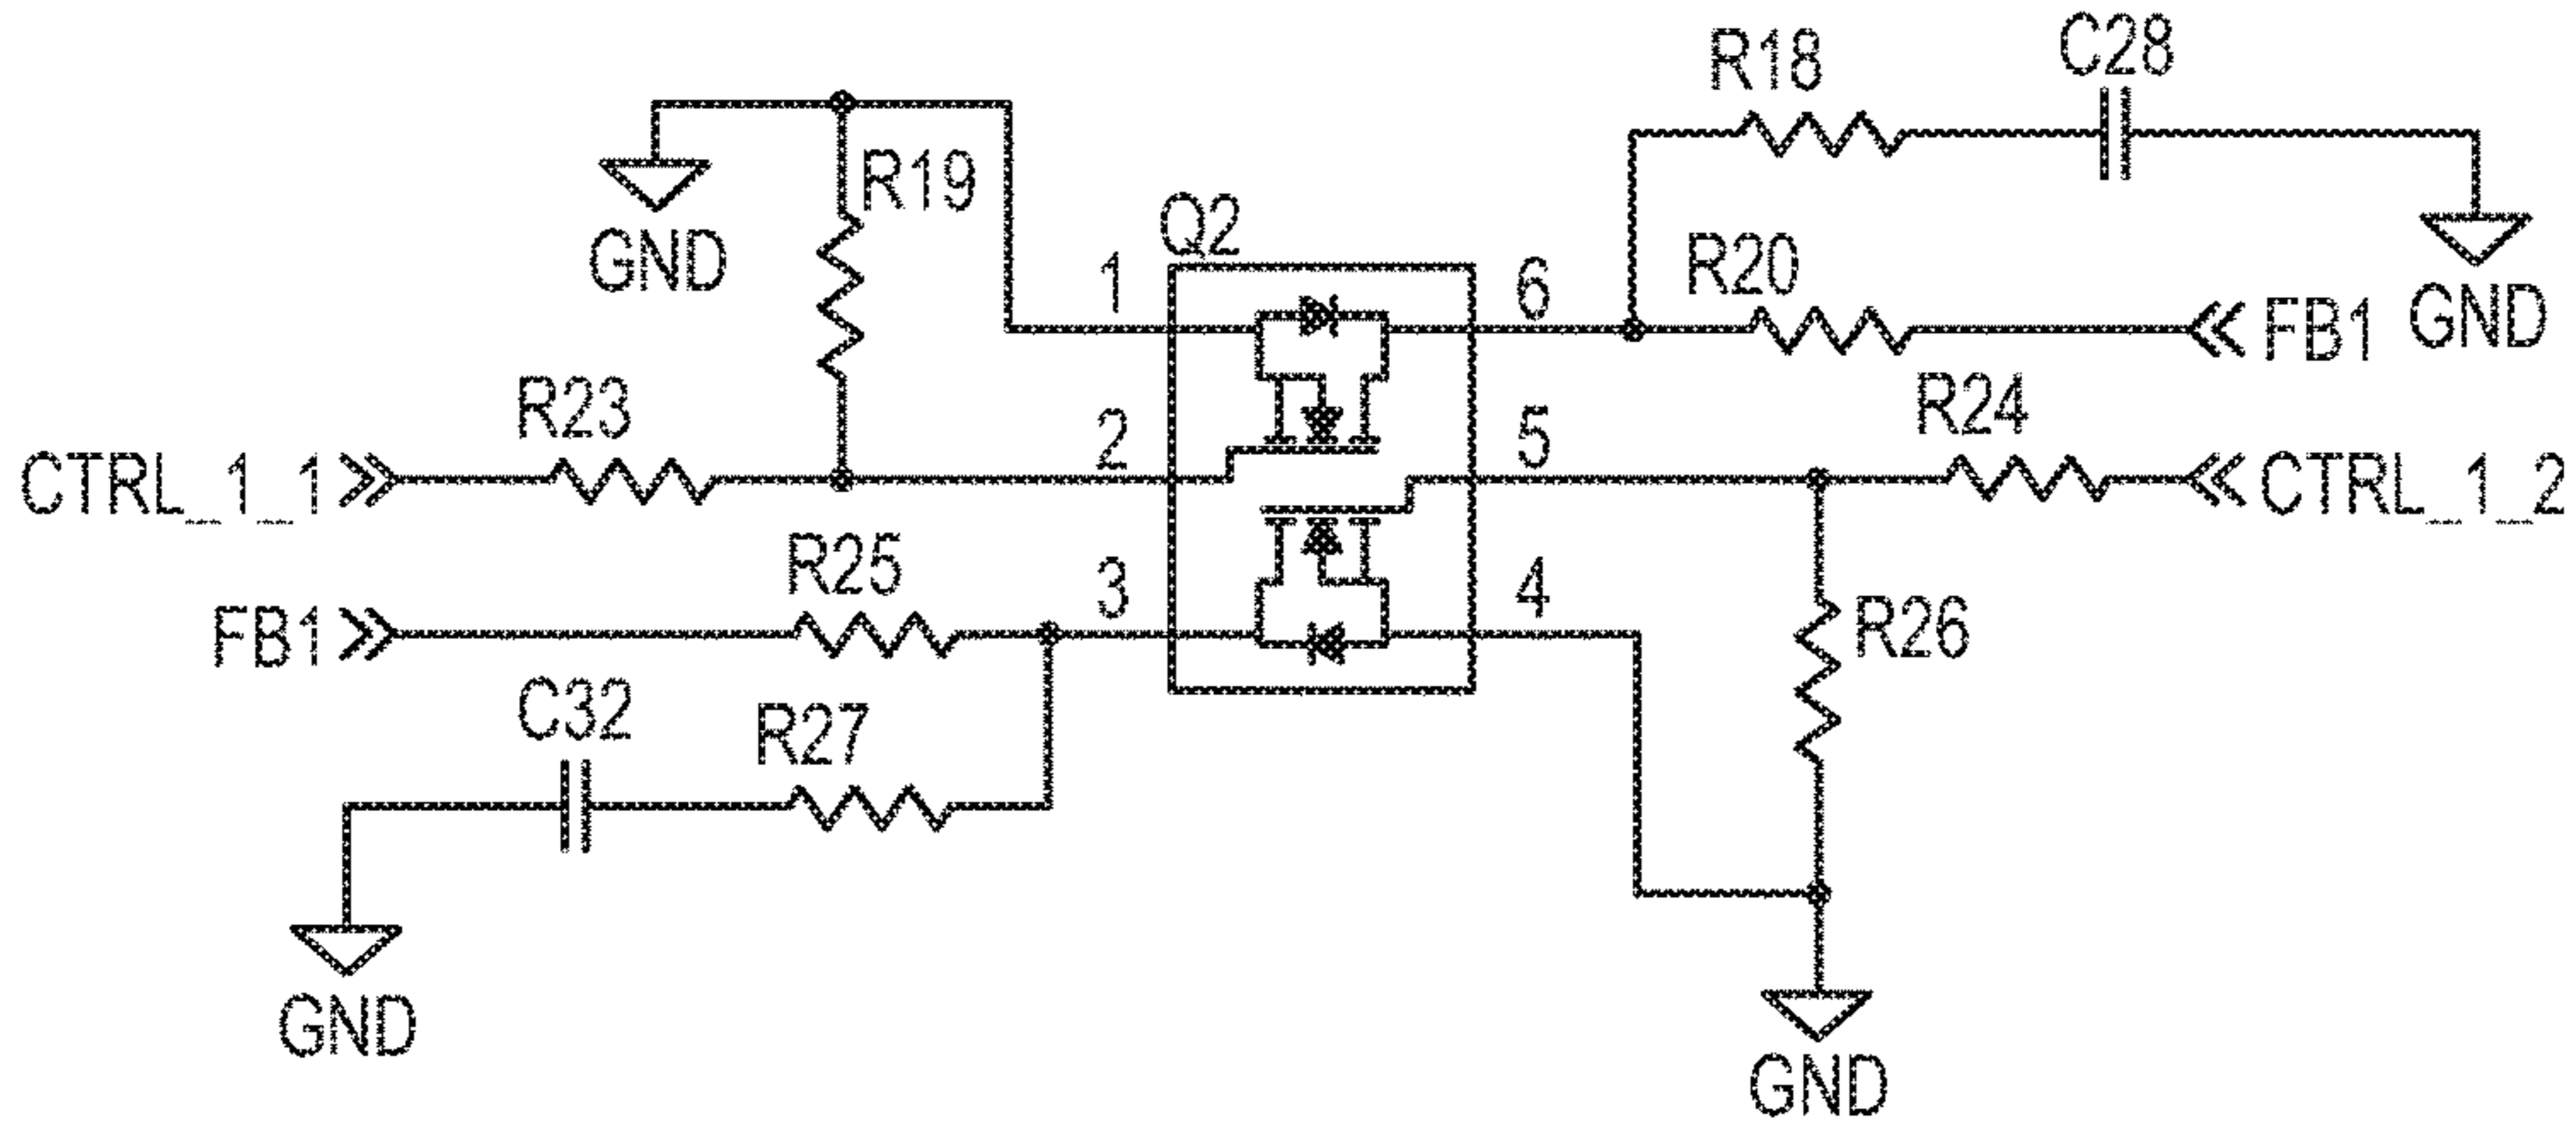 R18
C28
R19
GND
Q2
1
6
R20
FB1
GND
R23
2
5
R24
CTRL_1_1
CTRL_1_2
R25
3
4
FB1
R26
C32
R27
GND
GND